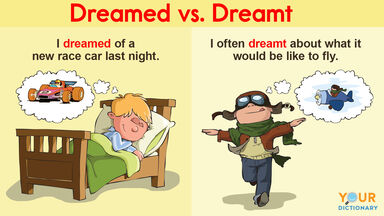 Dreamed vs. Dreamt
I dreamed of a
new race car last night.
I often dreamt about what it
would be like to fly.
YOUR
DICTIONARY